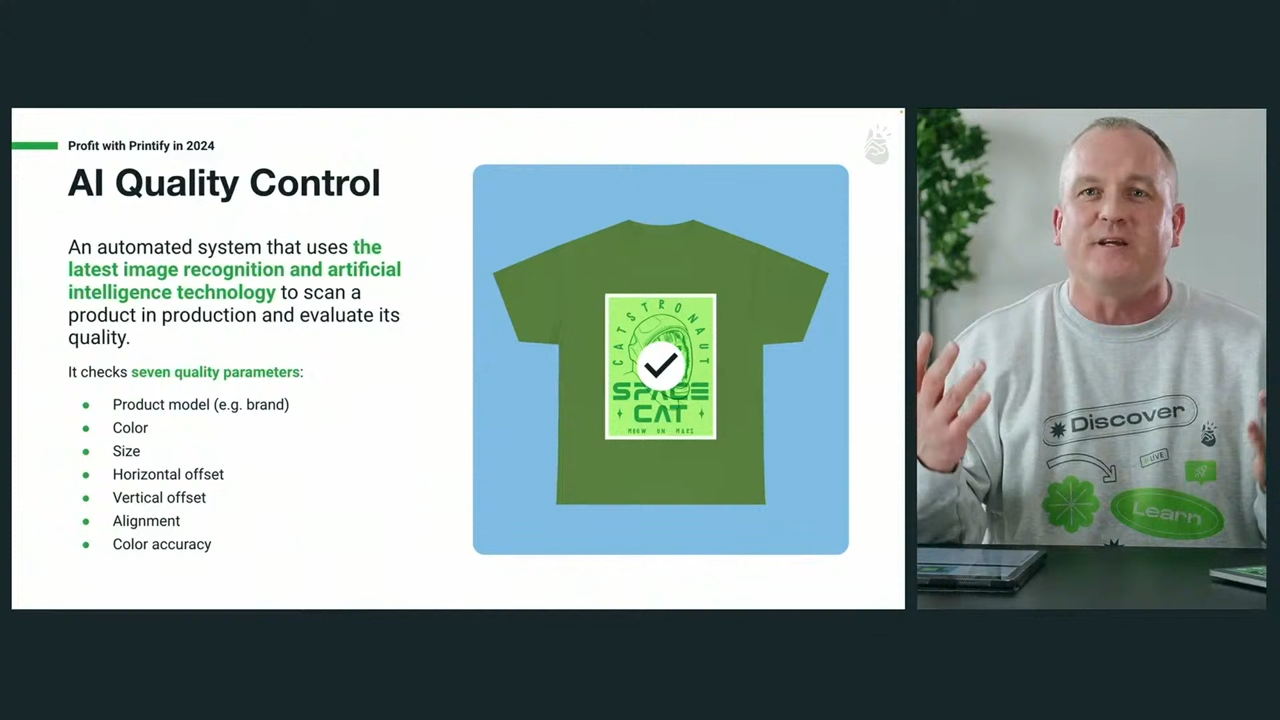 Profit with Printify in 2024
AI Quality Control
An automated system that uses the
latest image recognition and artificial
intelligence technology to scan a
product in production and evaluate its
quality.
It checks seven quality parameters:
● Product model (e.g. brand)
● Color
● Size
● Horizontal offset
● Vertical offset
● Alignment
● Color accuracy
CATSTRONAUT
SPACE
CAT
MEOW ON MARS
Discover
LIVE
Learn